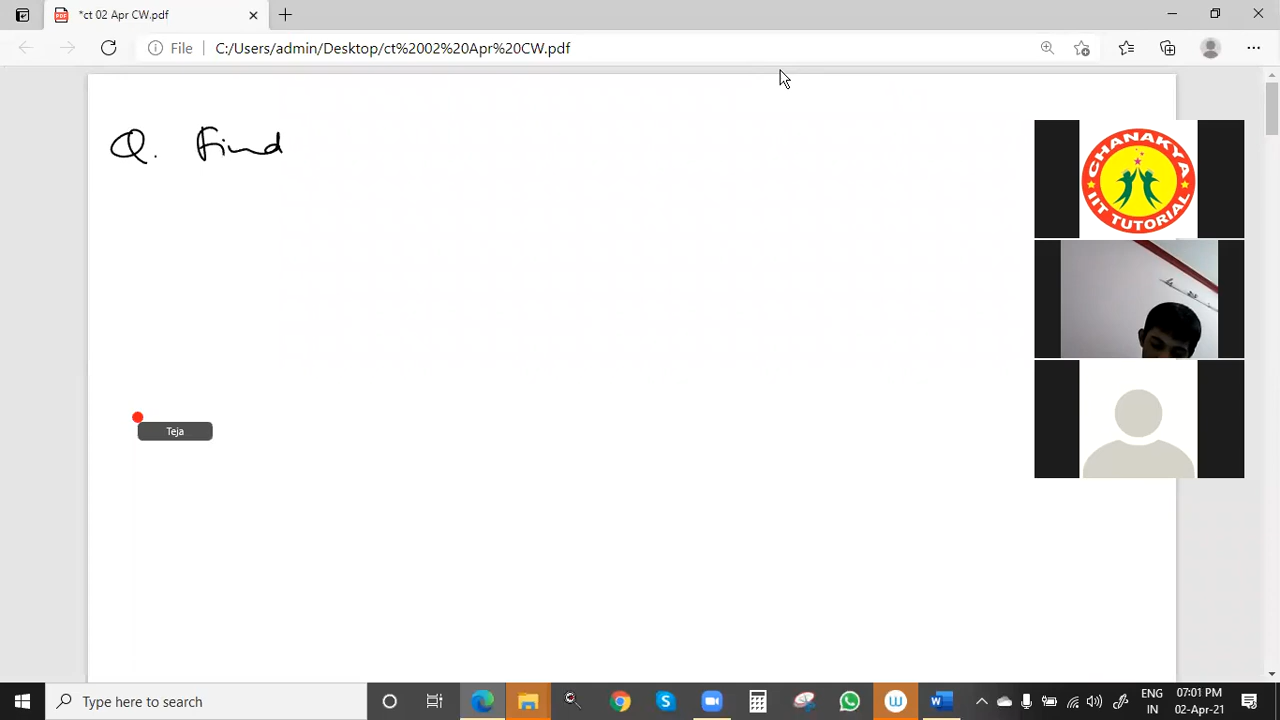 *ct 02 Apr CW.pdf
File C:/Users/admin/Desktop/ct%2002%20Apr%20CW.pdf
Q. Find
CHANAKYA
IIT TUTORIAL
Teja
Type here to search
ENG
IN
07:01 PM
02-Apr-21